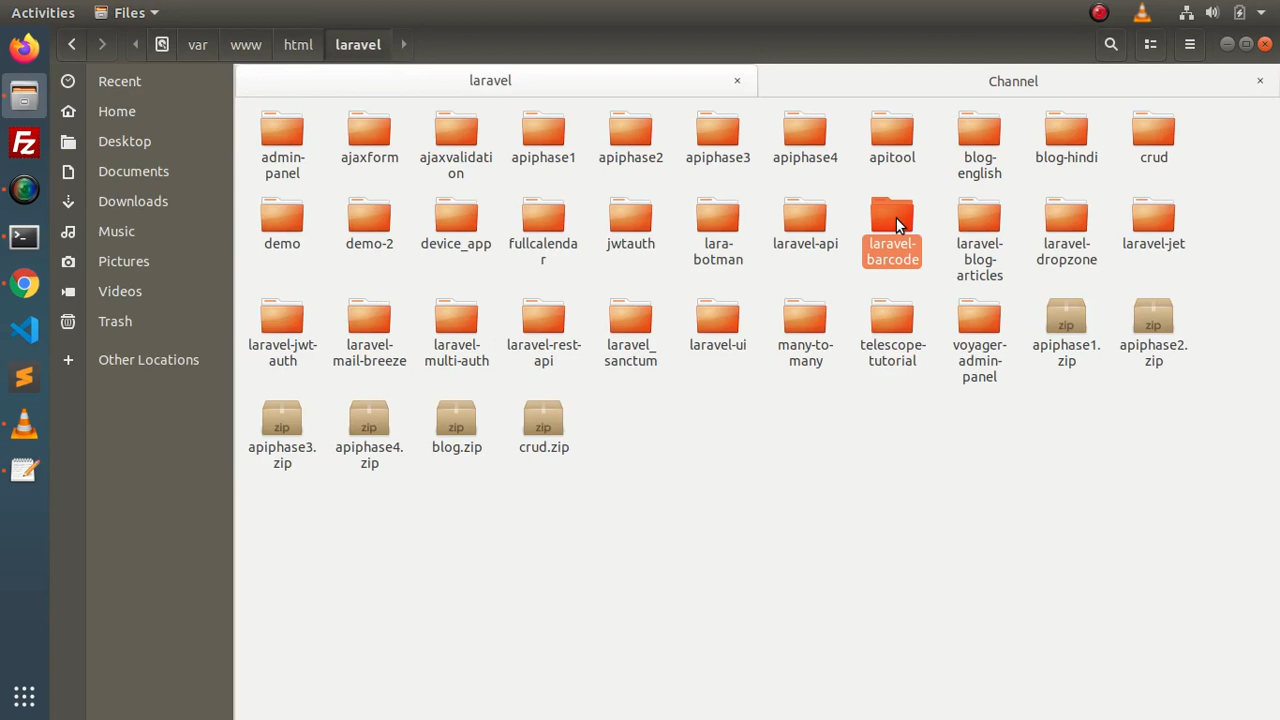 Activities Files
var www html laravel
Recent
Home
Desktop
Documents
Downloads
Music
Pictures
Videos
Trash
Other Locations
laravel Channel
admin-
panel
ajaxform
ajaxvalidati
on
apiphase1
apiphase2
apiphase3
apiphase4
apitool
blog-
english
blog-hindi
crud
demo
demo-2
device_app
fullcalenda
r
jwtauth
lara-
botman
laravel-api
laravel-
barcode
laravel-
blog-
articles
laravel-
dropzone
laravel-jet
laravel-jwt-
auth
laravel-
mail-breeze
laravel-
multi-auth
laravel-rest-
api
laravel_
sanctum
laravel-ui
many-to-
many
telescope-
tutorial
voyager-
admin-
panel
zip
apiphase1.
zip
zip
apiphase2.
zip
zip
apiphase3.
zip
zip
apiphase4.
zip
zip
blog.zip
zip
crud.zip